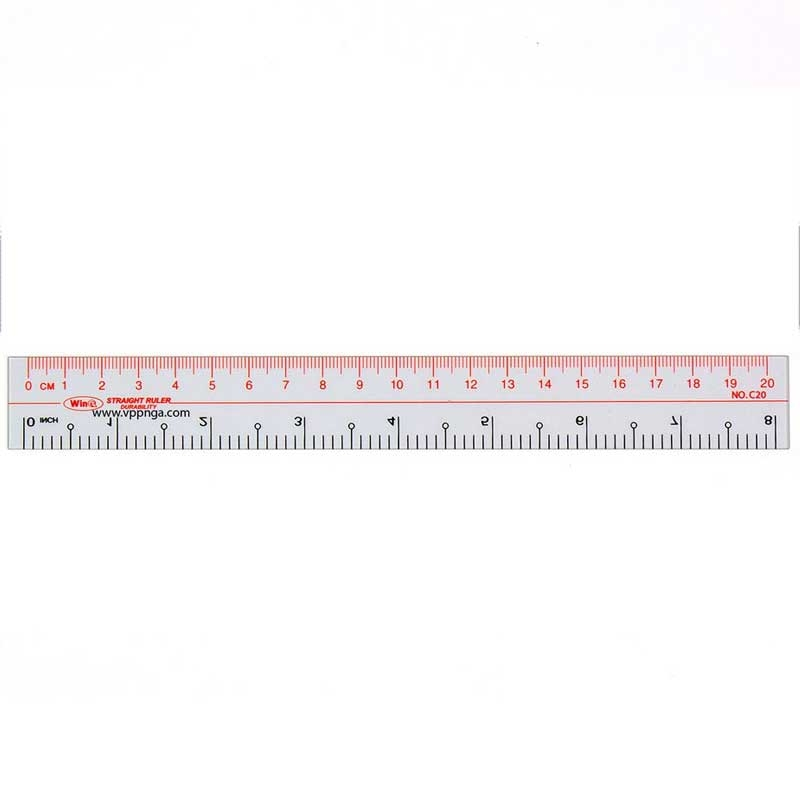 0 CM 1 2 3 4 5 6 7 8 9 10 11 12 13 14 15 16 17 18 19 20
WinQ STRAIGHT RULER
DURABILITY
NO.C20
www.vppnga.com
0 INCH 1 2 3 4 5 6 7 8